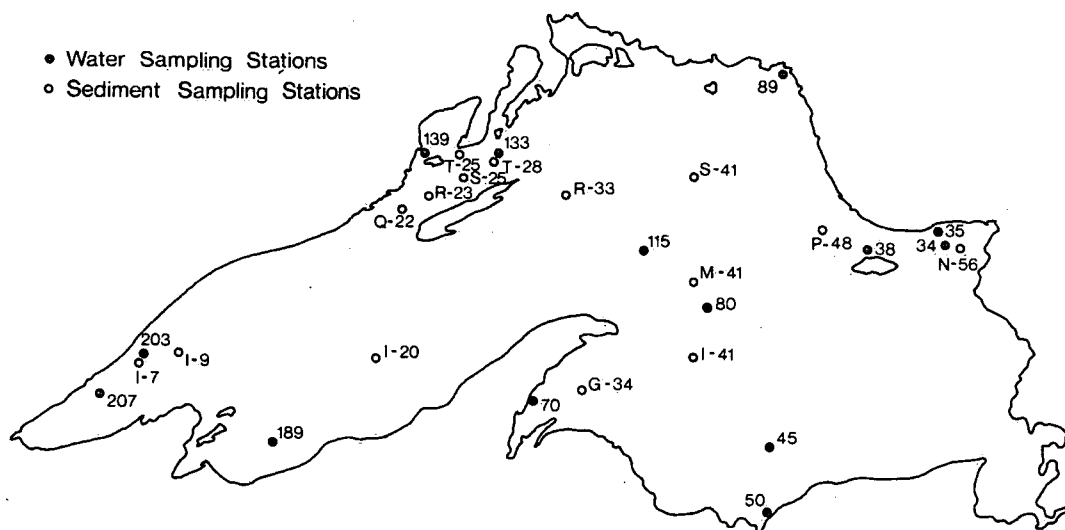 Water Sampling Stations
Sediment Sampling Stations
89
139
133
T-25
T-28
S-25
S-41
R-23
R-33
Q-22
115
P-48
38
35
34
N-56
M-41
80
203
I-9
I-7
I-20
I-41
207
G-34
70
189
45
50